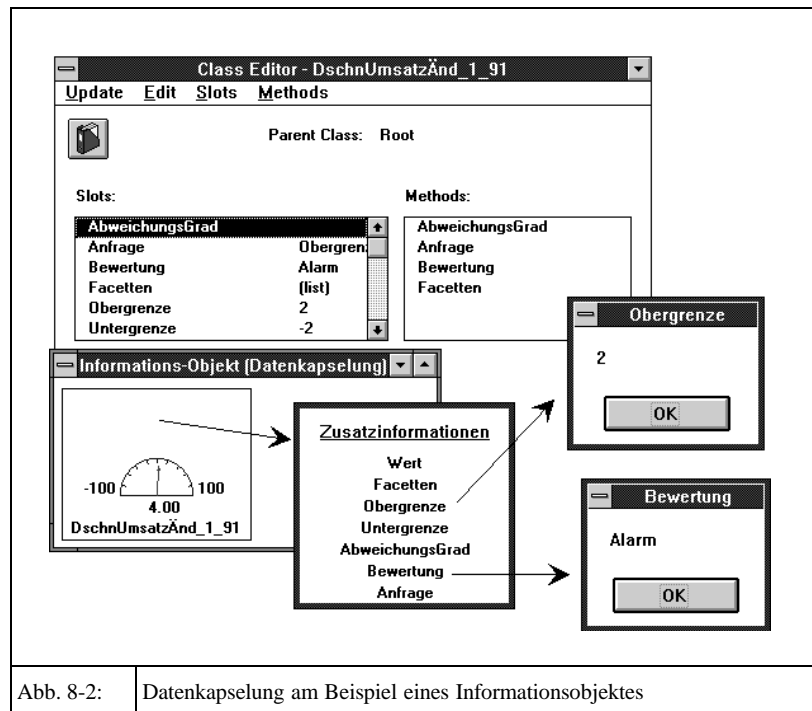 Class Editor - DschnUmsatzÄnd_1_91
Update Edit Slots Methods
Parent Class: Root
Slots:
AbweichungsGrad
Anfrage Obergren
Bewertung Alarm
Facetten (list)
Obergrenze 2
Untergrenze -2
Methods:
AbweichungsGrad
Anfrage
Bewertung
Facetten
Informations-Objekt (Datenkapselung)
-100 100
4.00
DschnUmsatzÄnd_1_91
Zusatzinformationen
Wert
Facetten
Obergrenze
Untergrenze
AbweichungsGrad
Bewertung
Anfrage
Obergrenze
2
OK
Bewertung
Alarm
OK
Abb. 8-2: Datenkapselung am Beispiel eines Informationsobjektes